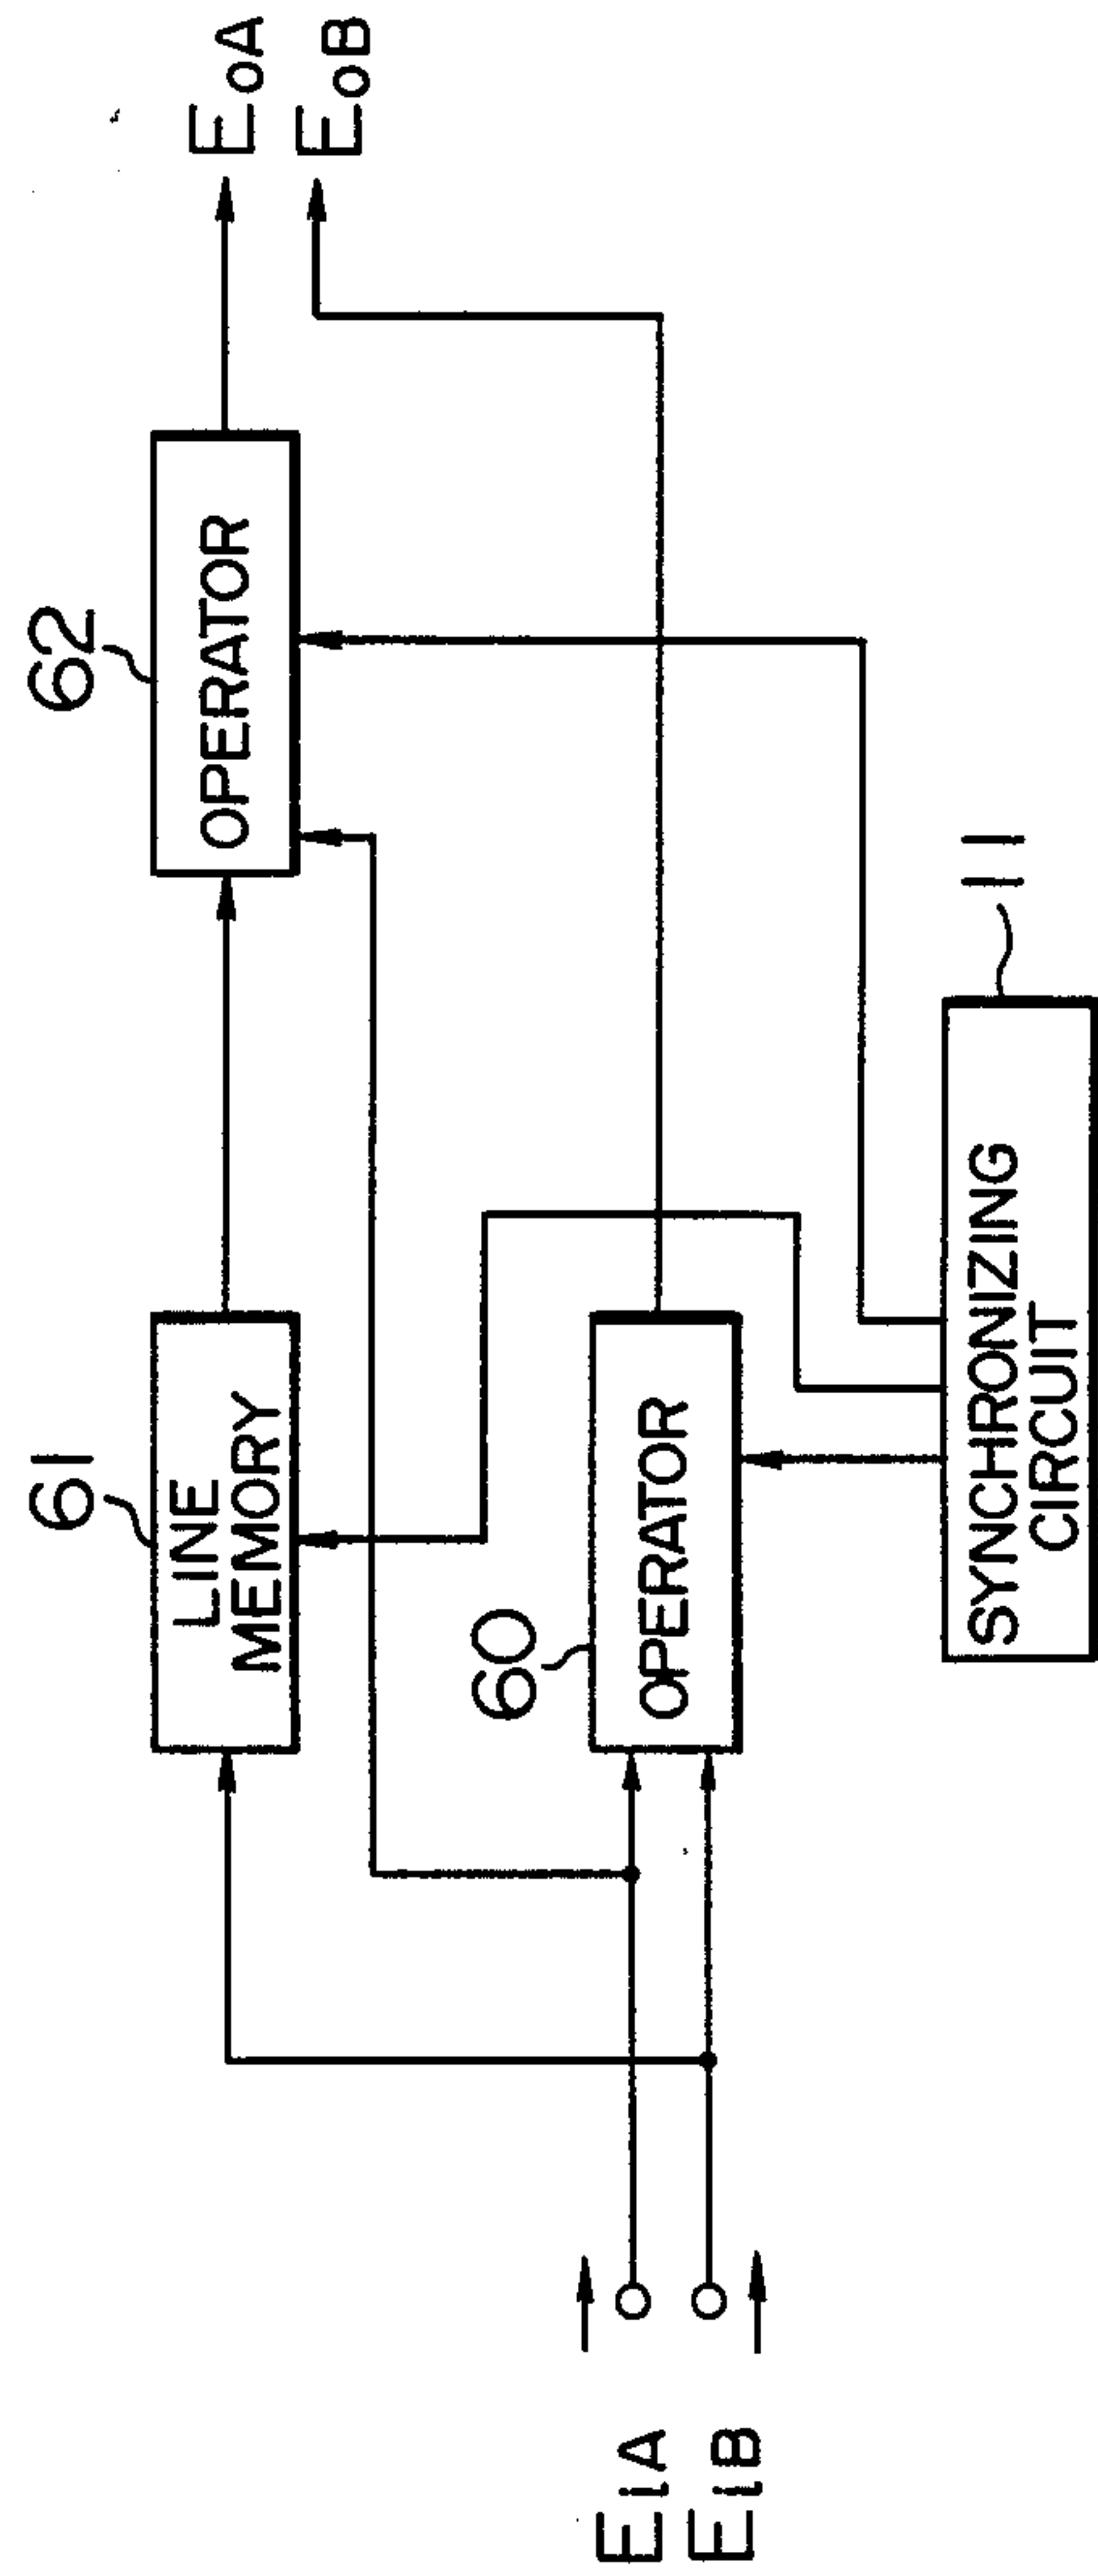 61
LINE
MEMORY
62
OPERATOR
EoA
EoB
60
OPERATOR
EiA
EiB
SYNCHRONIZING
CIRCUIT
11